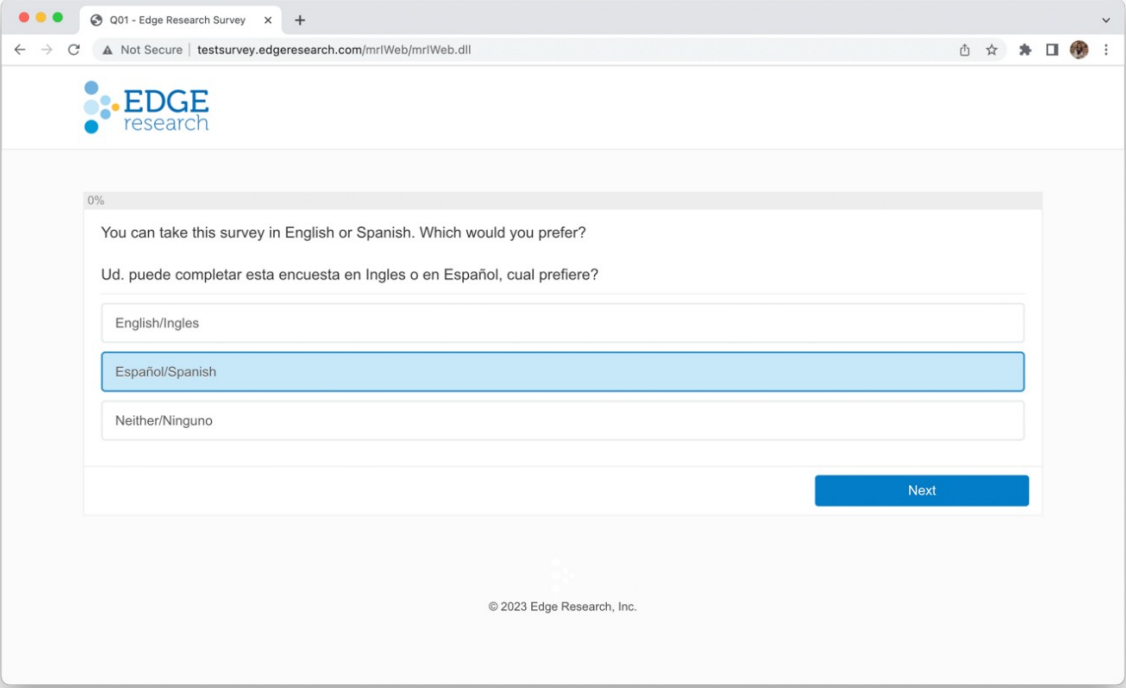 Q01 - Edge Research Survey
Not Secure testsurvey.edgeresearch.com/mrIWeb/mrIWeb.dll
EDGE
research
0%
You can take this survey in English or Spanish. Which would you prefer?
Ud. puede completar esta encuesta en Ingles o en Español, cual prefiere?
English/Ingles
Español/Spanish
Neither/Ninguno
Next
© 2023 Edge Research, Inc.